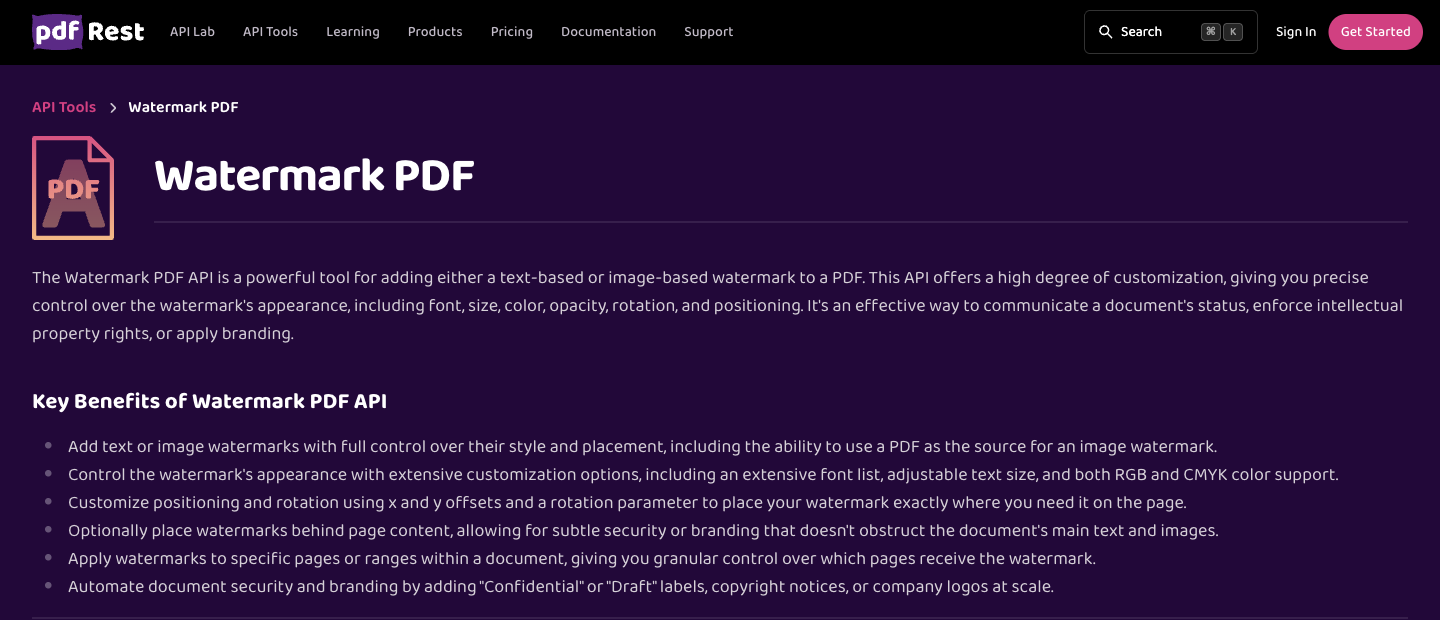 pdfRest
API Lab
API Tools
Learning
Products
Pricing
Documentation
Support
Search
⌘ K
Sign In
Get Started
API Tools > Watermark PDF
PDF
A
Watermark PDF
The Watermark PDF API is a powerful tool for adding either a text-based or image-based watermark to a PDF. This API offers a high degree of customization, giving you precise
control over the watermark's appearance, including font, size, color, opacity, rotation, and positioning. It's an effective way to communicate a document's status, enforce intellectual
property rights, or apply branding.
Key Benefits of Watermark PDF API
Add text or image watermarks with full control over their style and placement, including the ability to use a PDF as the source for an image watermark.
Control the watermark's appearance with extensive customization options, including an extensive font list, adjustable text size, and both RGB and CMYK color support.
Customize positioning and rotation using x and y offsets and a rotation parameter to place your watermark exactly where you need it on the page.
Optionally place watermarks behind page content, allowing for subtle security or branding that doesn't obstruct the document's main text and images.
Apply watermarks to specific pages or ranges within a document, giving you granular control over which pages receive the watermark.
Automate document security and branding by adding "Confidential" or "Draft" labels, copyright notices, or company logos at scale.